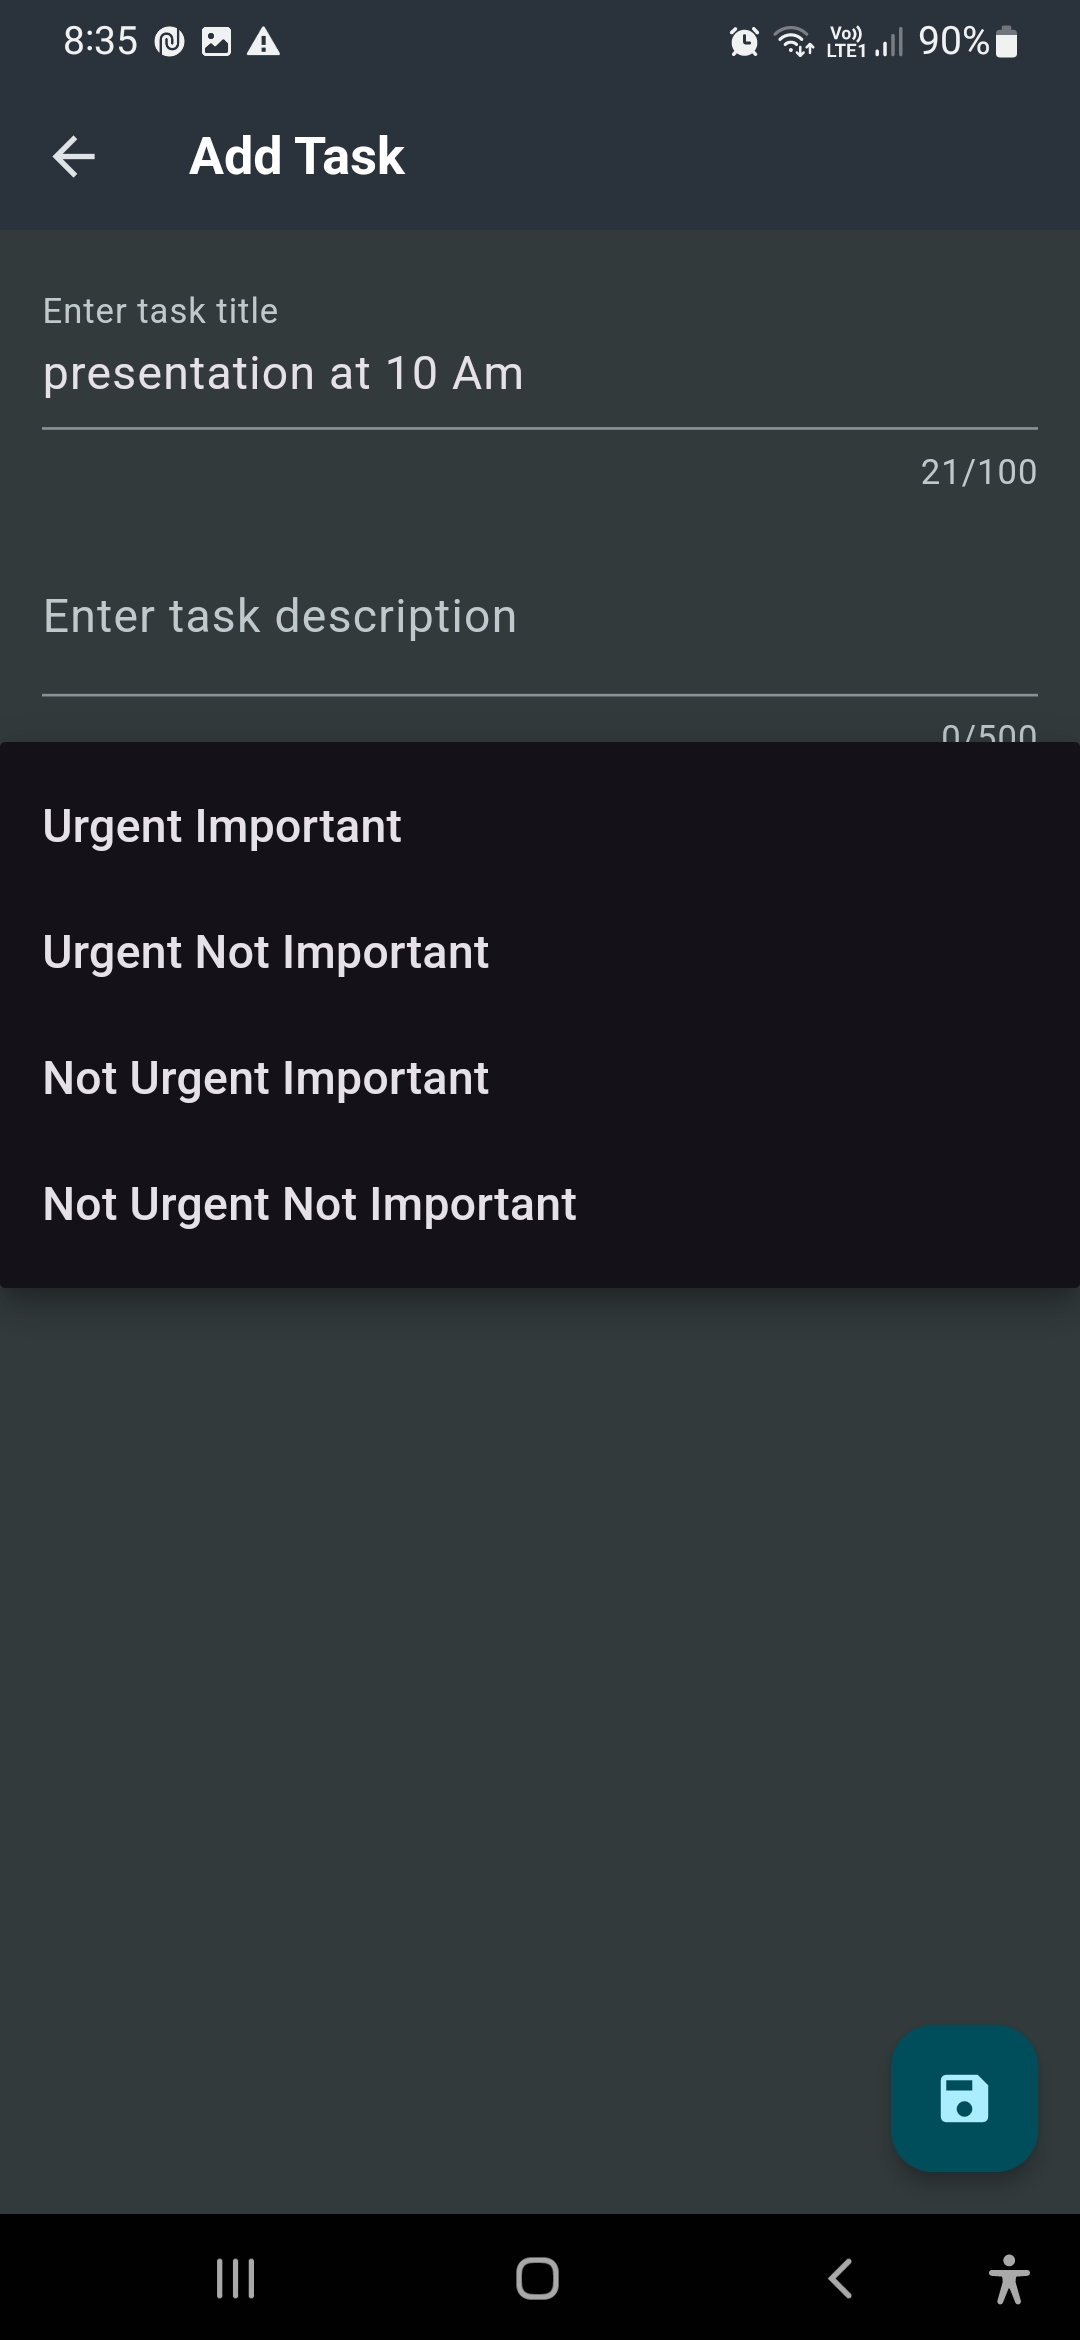 8:35
Vo)) LTE1 90%
Add Task
Enter task title
presentation at 10 Am
21/100
Enter task description
0/500
Urgent Important
Urgent Not Important
Not Urgent Important
Not Urgent Not Important